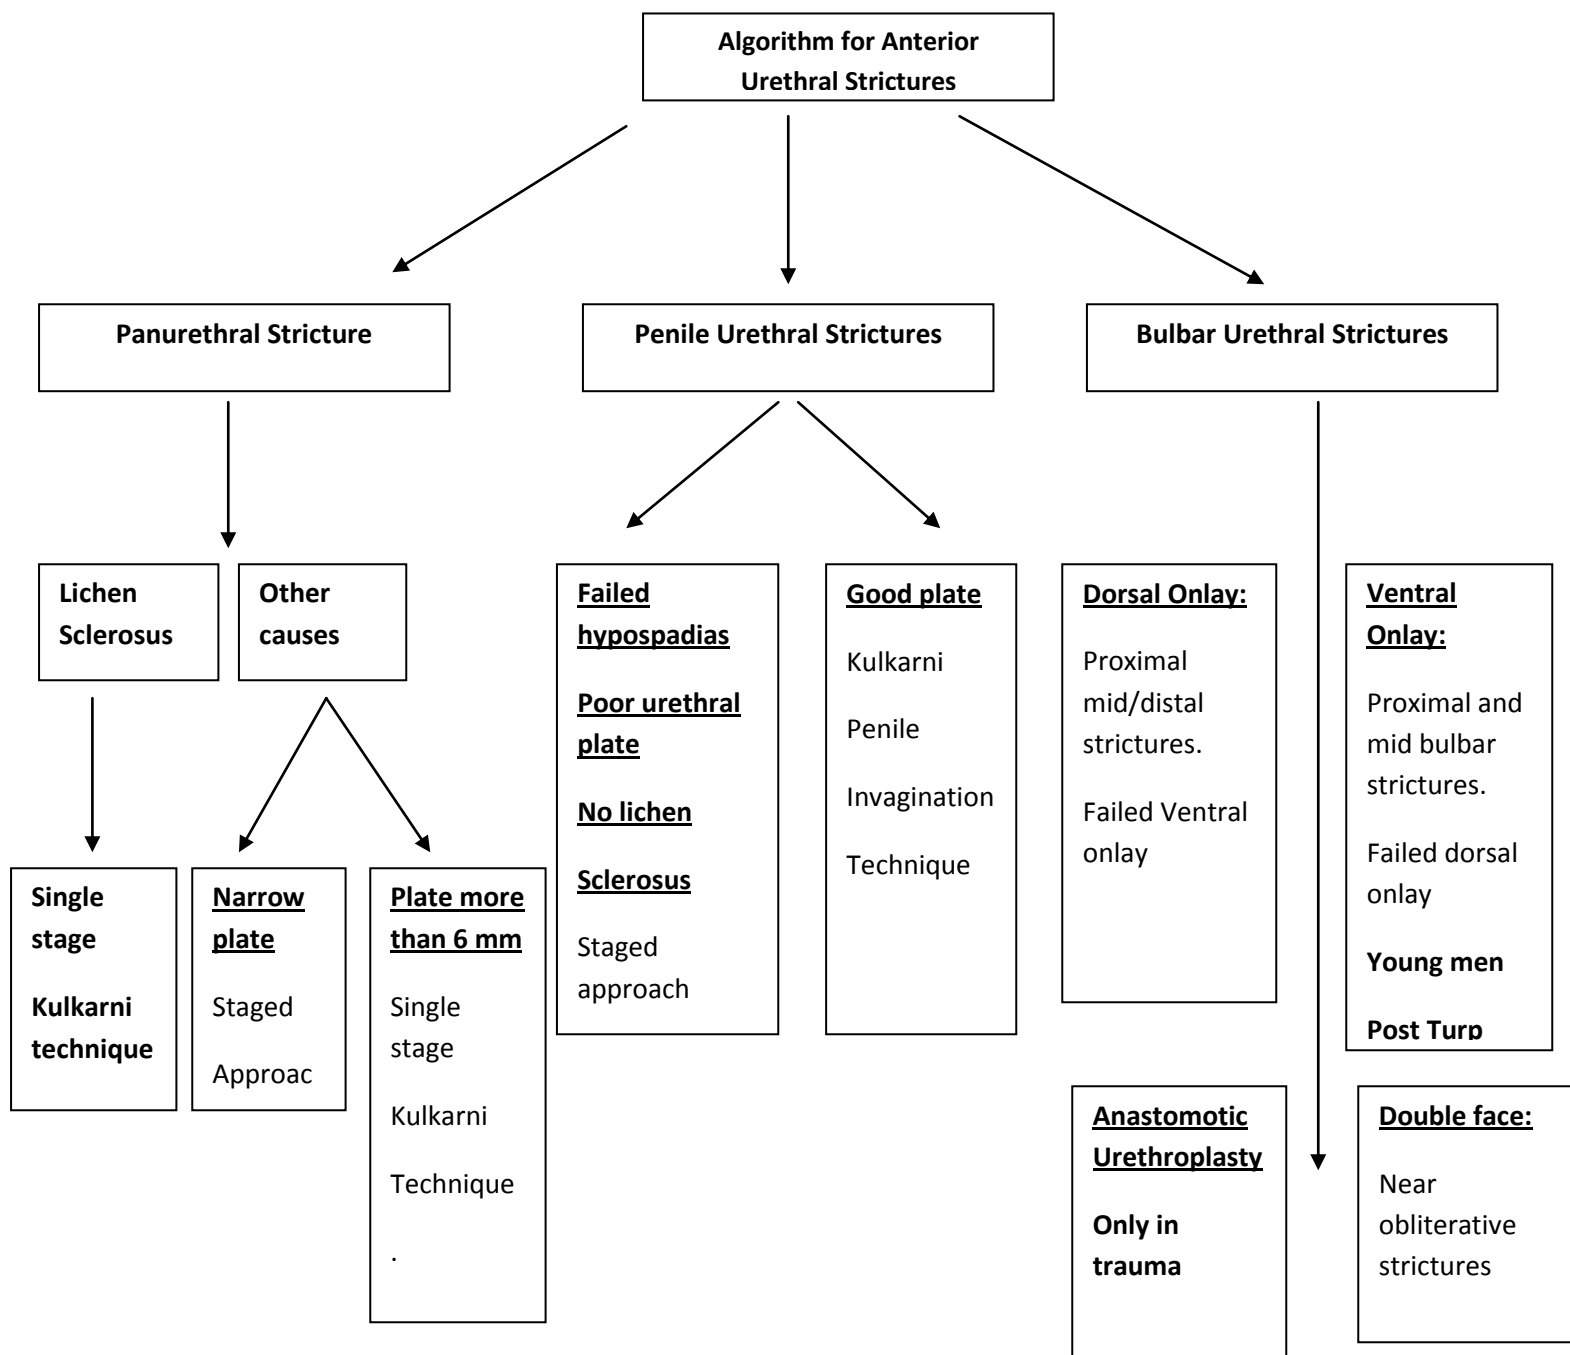 Algorithm for Anterior
Urethral Strictures
Panurethral Stricture
Penile Urethral Strictures
Bulbar Urethral Strictures
Lichen
Sclerosus
Other
causes
Single
stage
Kulkarni
technique
Narrow
plate
Staged
Approac
Plate more
than 6 mm
Single
stage
Kulkarni
Technique
.
Failed
hypospadias
Poor urethral
plate
No lichen
Sclerosus
Staged
approach
Good plate
Kulkarni
Penile
Invagination
Technique
Dorsal Onlay:
Proximal
mid/distal
strictures.
Failed Ventral
onlay
Ventral
Onlay:
Proximal and
mid bulbar
strictures.
Failed dorsal
onlay
Young men
Post Turp
Anastomotic
Urethroplasty
Only in
trauma
Double face:
Near
obliterative
strictures